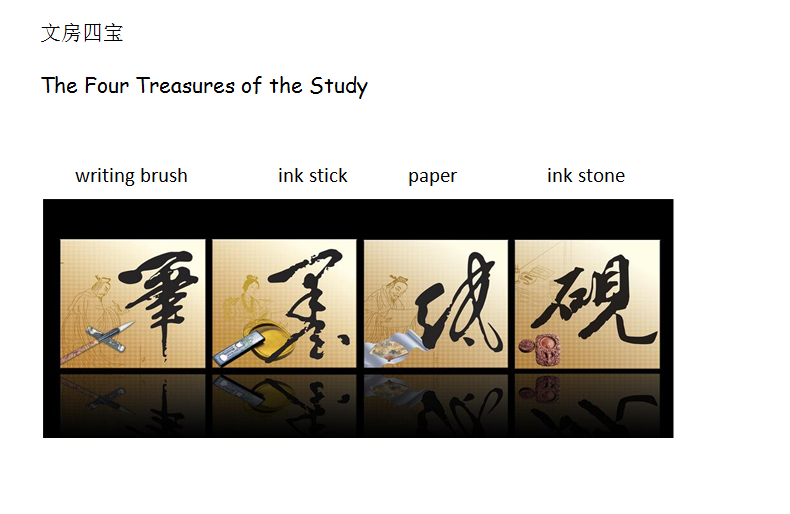 文房四宝
The Four Treasures of the Study
writing brush ink stick paper ink stone
筆 墨 纸 硯